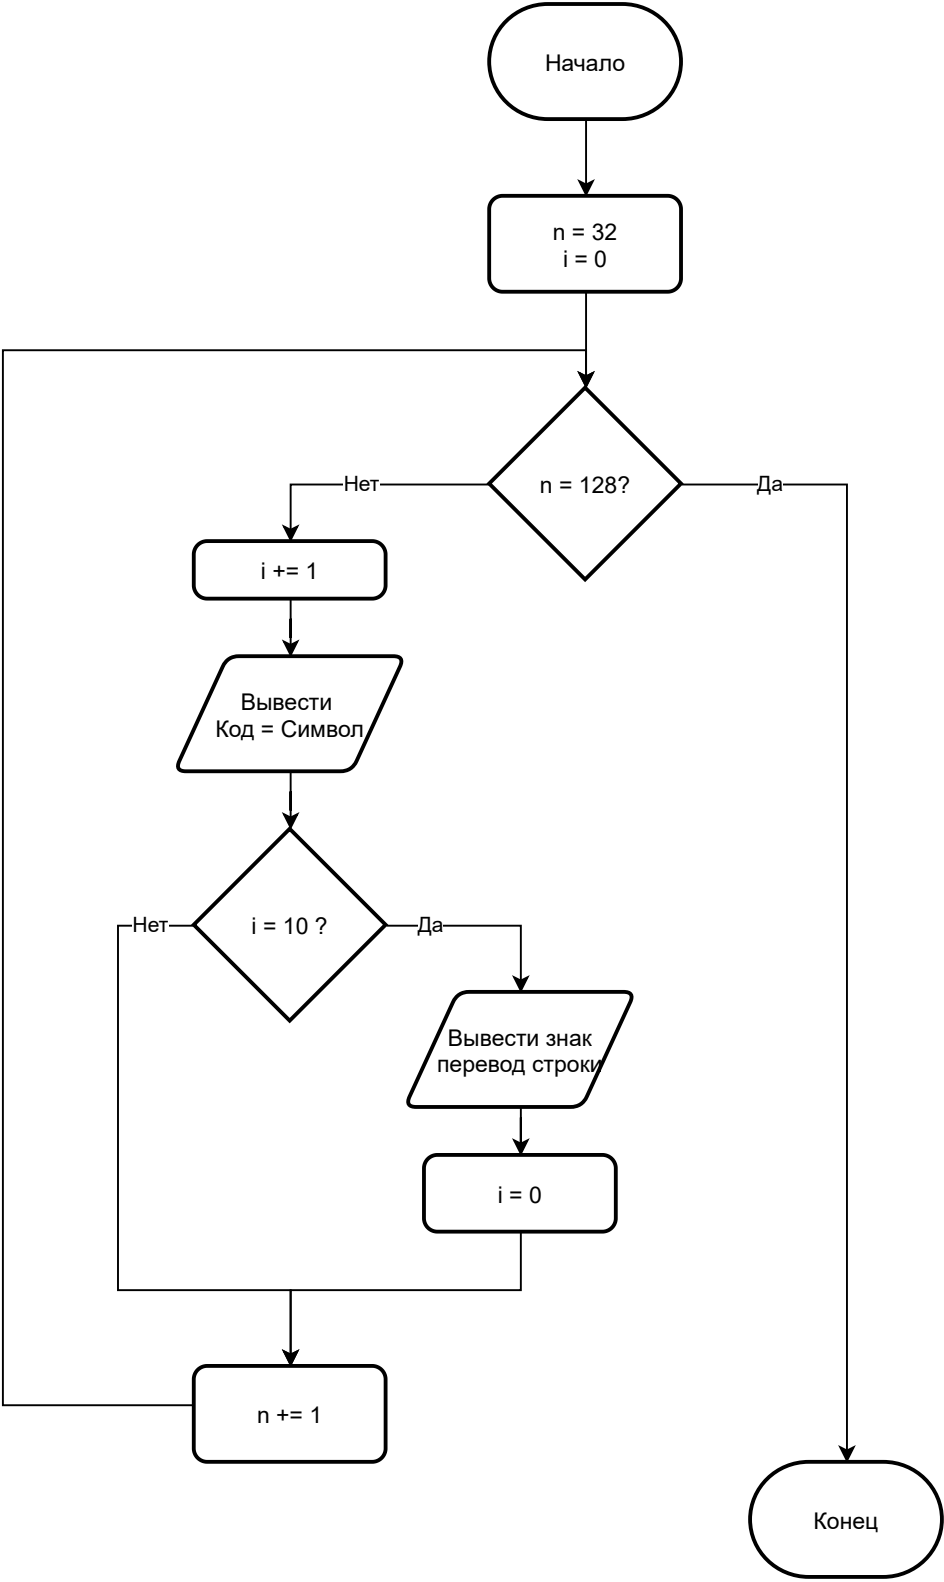 Начало
n = 32
i = 0
n = 128?
Нет
Да
i += 1
Вывести
Код = Символ
i = 10 ?
Нет
Да
Вывести знак
перевод строки
i = 0
n += 1
Конец